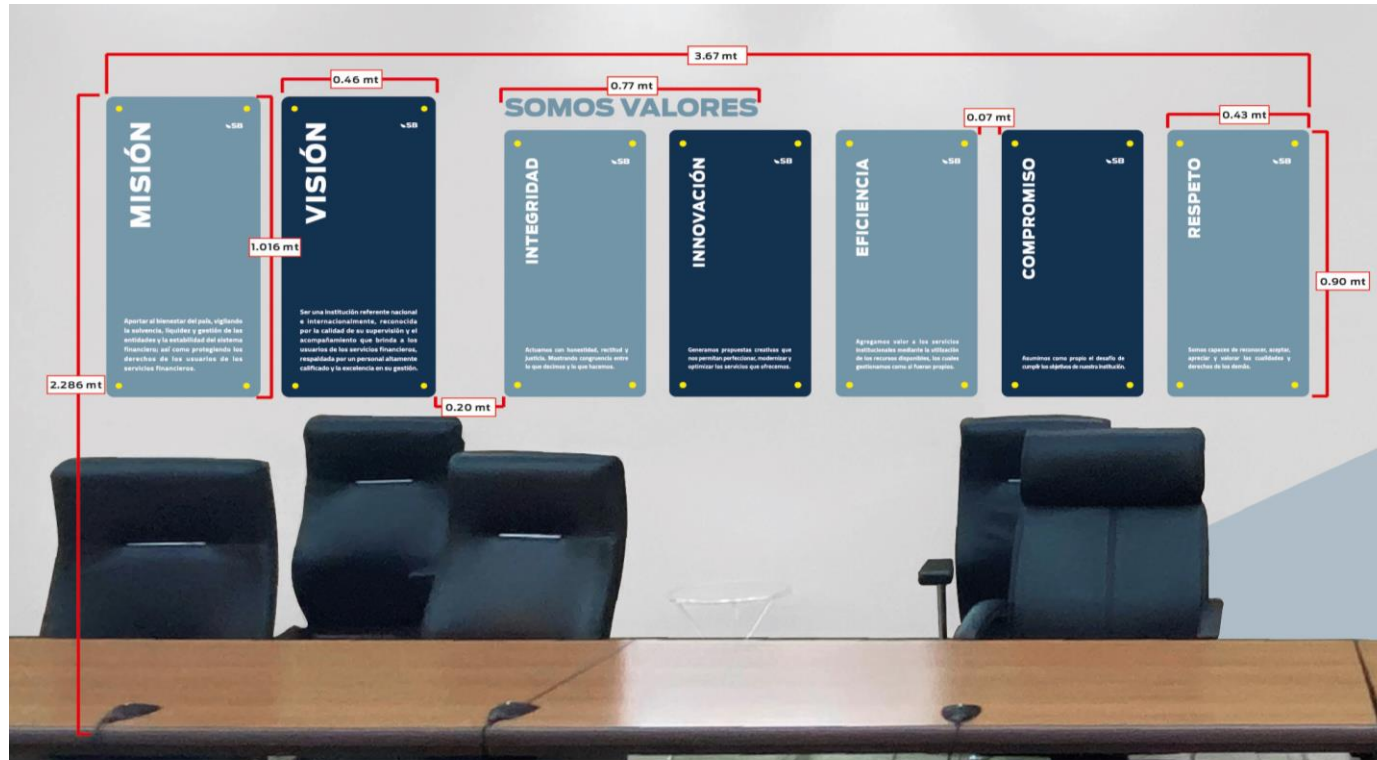 3.67 mt
0.46 mt
0.77 mt
SOMOS VALORES
0.07 mt
0.43 mt
MISIÓN
SB
Aportar al bienestar del país, vigilando
la solvencia, liquidez y gestión de las
entidades y la estabilidad del sistema
financiero; así como protegiendo los
derechos de los usuarios de los
servicios financieros.
1.016 mt
2.286 mt
VISIÓN
SB
Ser una institución referente nacional
e internacionalmente, reconocida
por la calidad de su supervisión y el
acompañamiento que brinda a los
usuarios de los servicios financieros,
respaldada por un personal altamente
calificado y la excelencia en su gestión.
0.20 mt
INTEGRIDAD
SB
Actuamos con honestidad, rectitud y
justicia. Mostrando congruencia entre
lo que decimos y lo que hacemos.
INNOVACIÓN
SB
Generamos propuestas creativas que
nos permitan perfeccionar, modernizar y
optimizar los servicios que ofrecemos.
EFICIENCIA
SB
Agregamos valor a los servicios
institucionales mediante la utilización
de los recursos disponibles, los cuales
gestionamos como si fueran propios.
COMPROMISO
SB
Asumimos como propio el desafío de
cumplir los objetivos de nuestra institución.
RESPETO
SB
Somos capaces de reconocer, aceptar,
apreciar y valorar las cualidades y
derechos de los demás.
0.90 mt